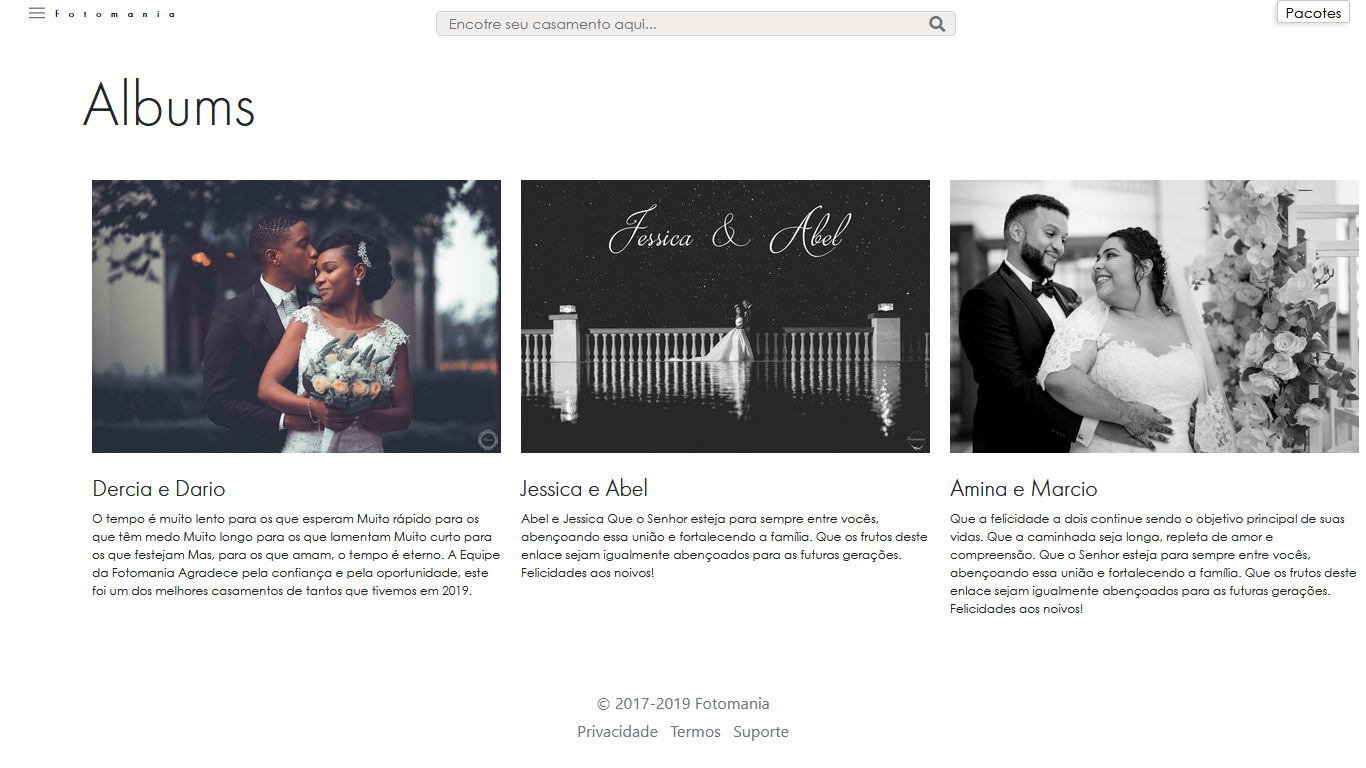 Fotomania
Encotre seu casamento aqui...
Pacotes
Albums
Jessica & Abel
Dercia e Dario
O tempo é muito lento para os que esperam Muito rápido para os
que têm medo Muito longo para os que lamentam Muito curto para
os que festejam Mas, para os que amam, o tempo é eterno. A Equipe
da Fotomania Agradece pela confiança e pela oportunidade, este
foi um dos melhores casamentos de tantos que tivemos em 2019.
Jessica e Abel
Abel e Jessica Que o Senhor esteja para sempre entre vocês,
abençoando essa união e fortalecendo a família. Que os frutos deste
enlace sejam igualmente abençoados para as futuras gerações.
Felicidades aos noivos!
Amina e Marcio
Que a felicidade a dois continue sendo o objetivo principal de suas
vidas. Que a caminhada seja longa, repleta de amor e
compreensão. Que o Senhor esteja para sempre entre vocês,
abençoando essa união e fortalecendo a família. Que os frutos deste
enlace sejam igualmente abençoados para as futuras gerações.
Felicidades aos noivos!
© 2017-2019 Fotomania
Privacidade Termos Suporte